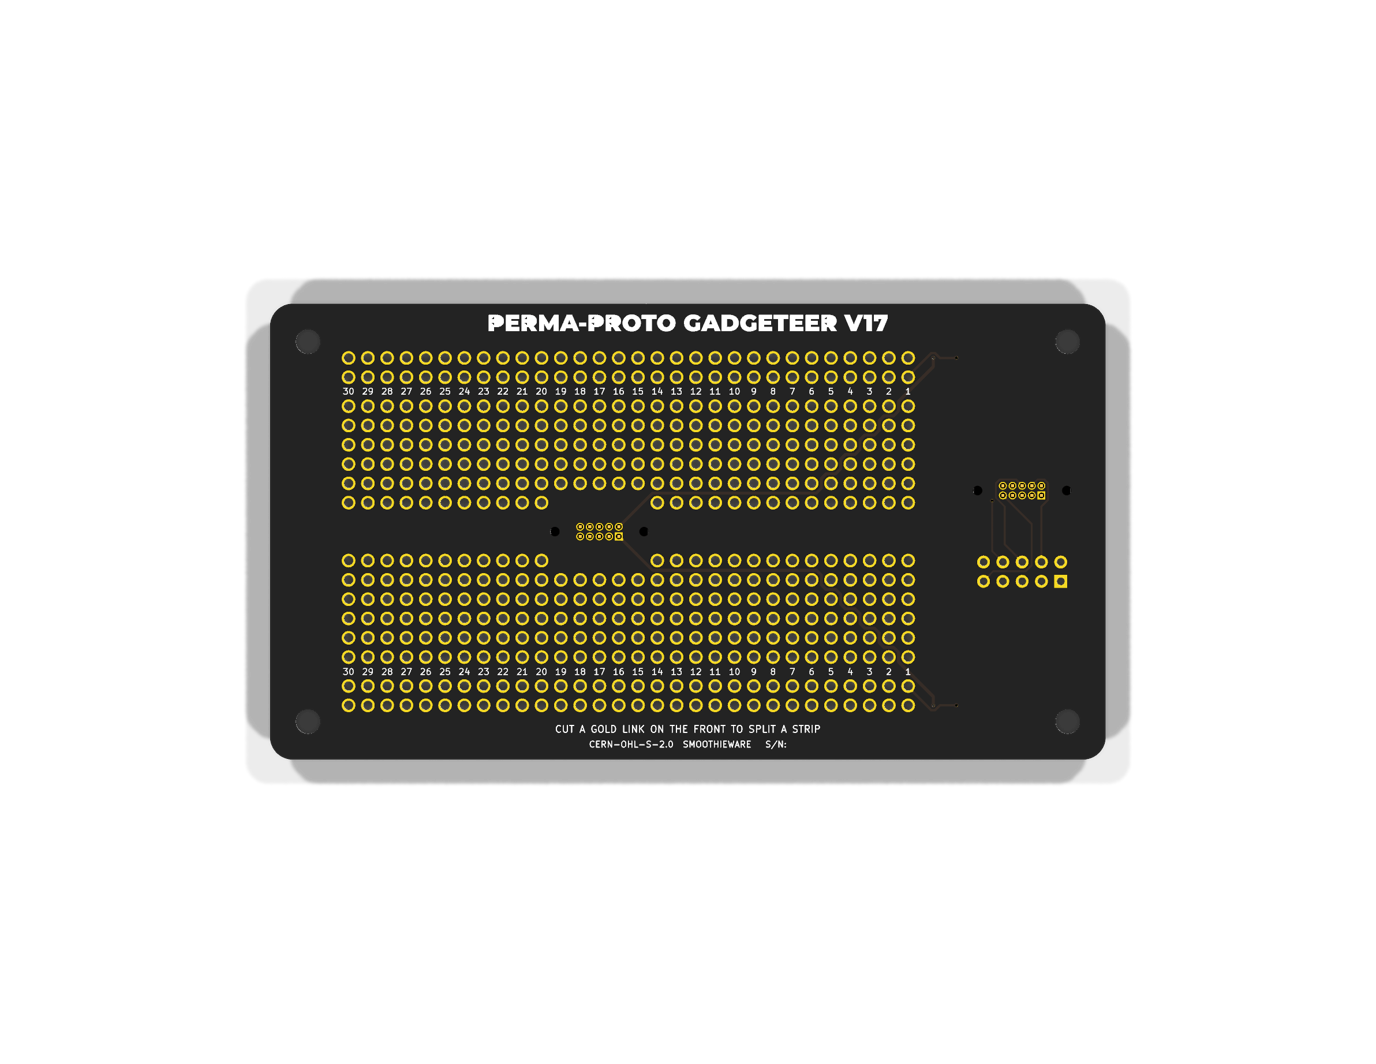 PERMA-PROTO GADGETEER V17
30 29 28 27 26 25 24 23 22 21 20 19 18 17 16 15 14 13 12 11 10 9 8 7 6 5 4 3 2 1
30 29 28 27 26 25 24 23 22 21 20 19 18 17 16 15 14 13 12 11 10 9 8 7 6 5 4 3 2 1
CUT A GOLD LINK ON THE FRONT TO SPLIT A STRIP
CERN-OHL-S-2.0 SMOOTHIEWARE S/N: